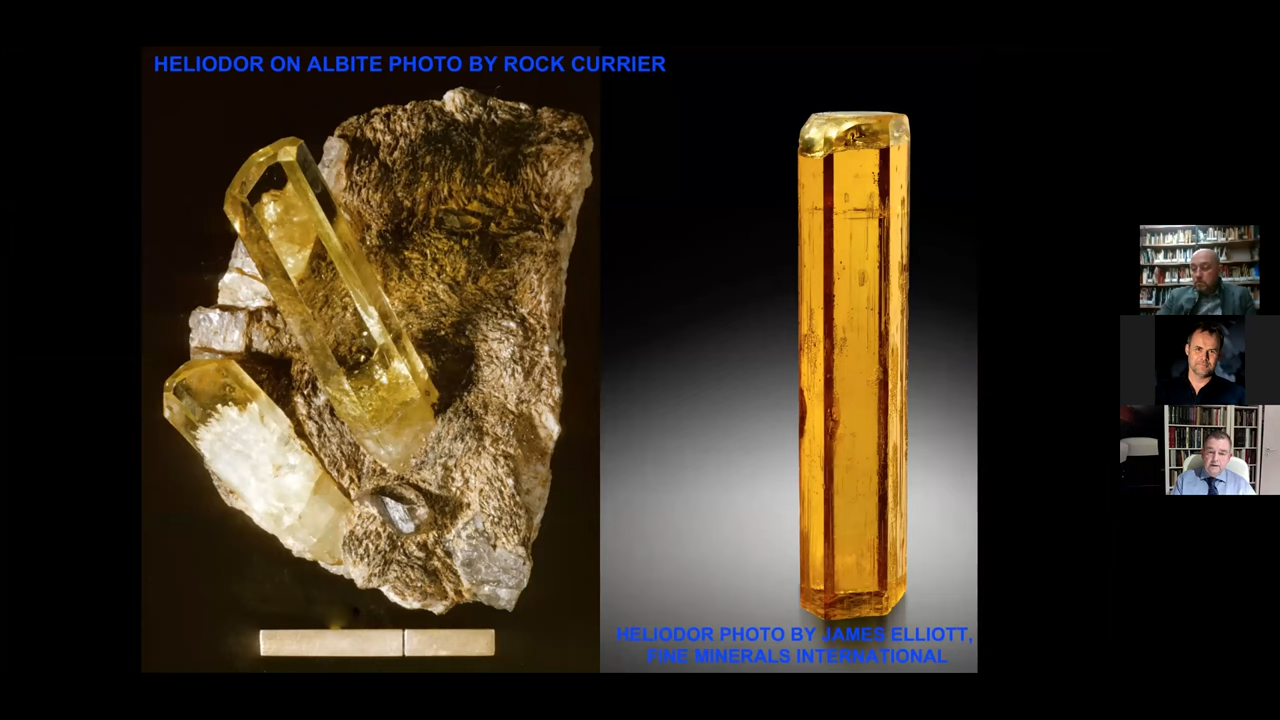 HELIODOR ON ALBITE PHOTO BY ROCK CURRIER
HELIODOR PHOTO BY JAMES ELLIOTT,
FINE MINERALS INTERNATIONAL